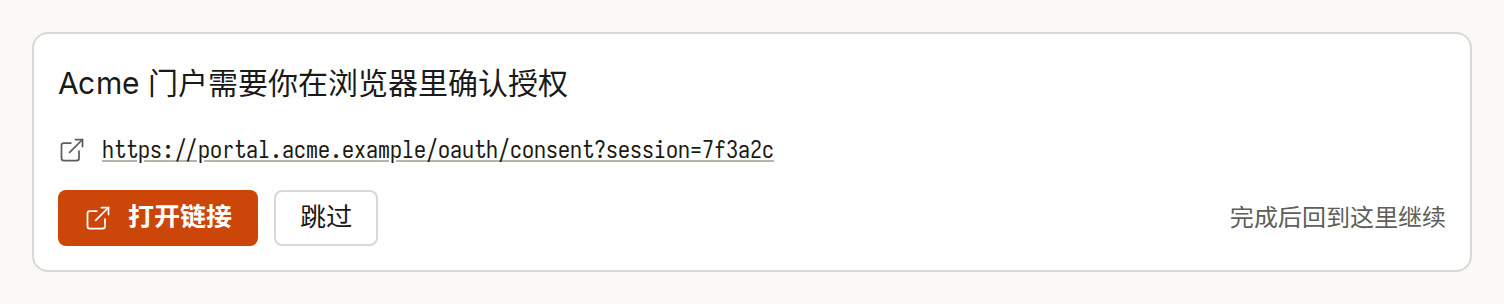 Acme 门户需要你在浏览器里确认授权
https://portal.acme.example/oauth/consent?session=7f3a2c
打开链接 跳过 完成后回到这里继续